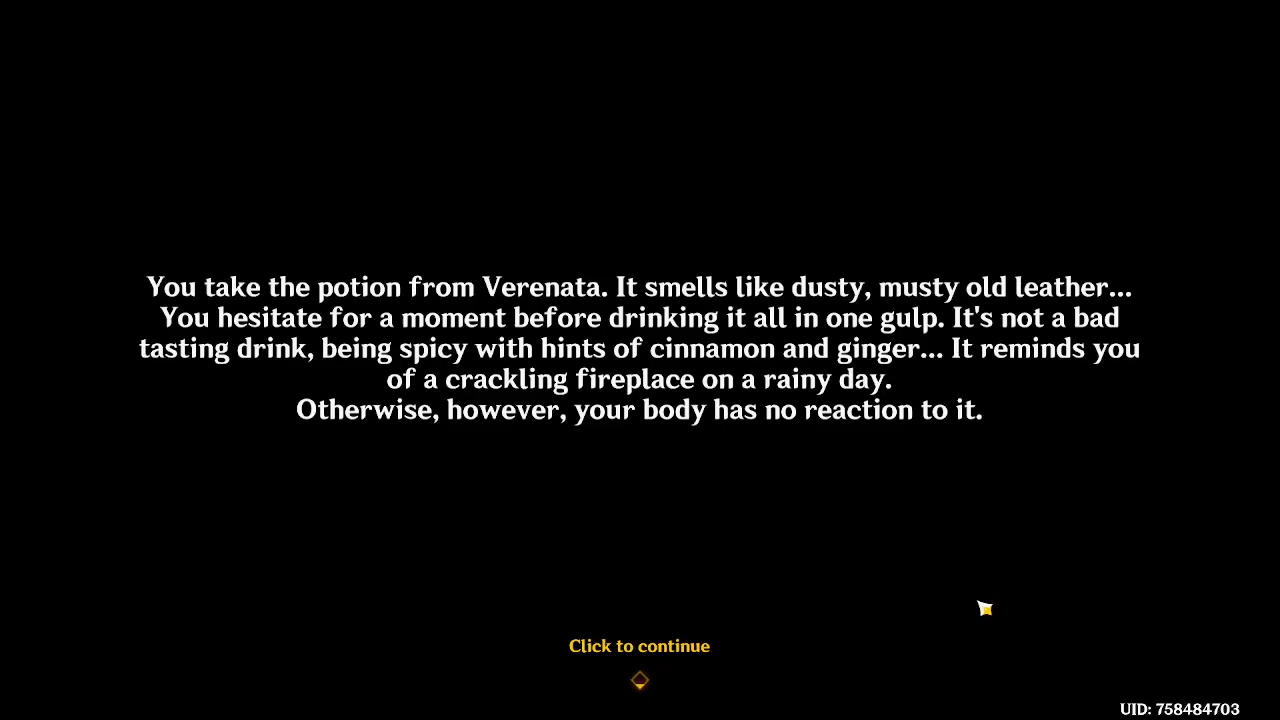 You take the potion from Verenata. It smells like dusty, musty old leather...
You hesitate for a moment before drinking it all in one gulp. It's not a bad
tasting drink, being spicy with hints of cinnamon and ginger... It reminds you
of a crackling fireplace on a rainy day.
Otherwise, however, your body has no reaction to it.
Click to continue
UID: 758484703